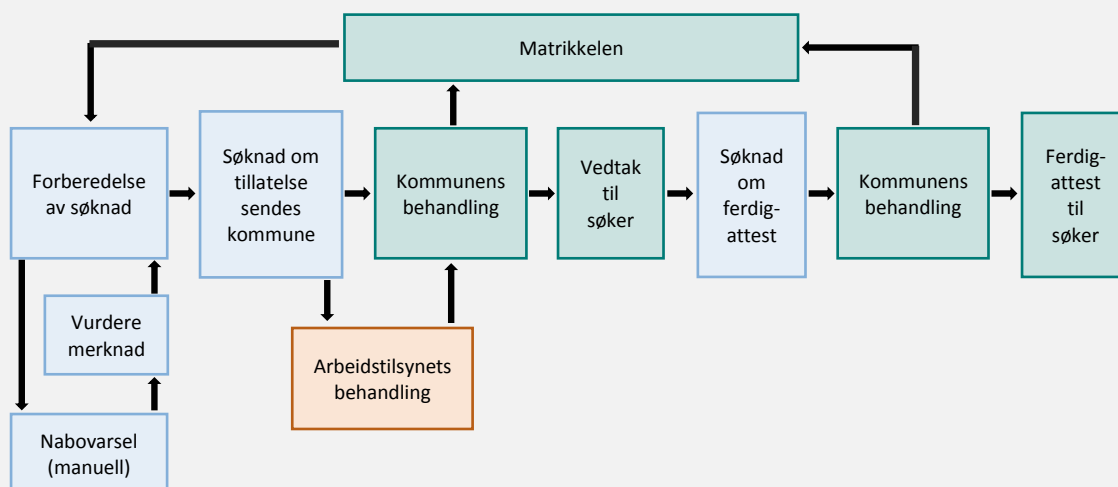 Matrikkelen
Forberedelse
av søknad
Søknad om
tillatelse
sendes
kommune
Kommunens
behandling
Vedtak
til
søker
Søknad
om
ferdig-
attest
Kommunens
behandling
Ferdig-
attest
til
søker
Vurdere
merknad
Arbeidstilsynets
behandling
Nabovarsel
(manuell)